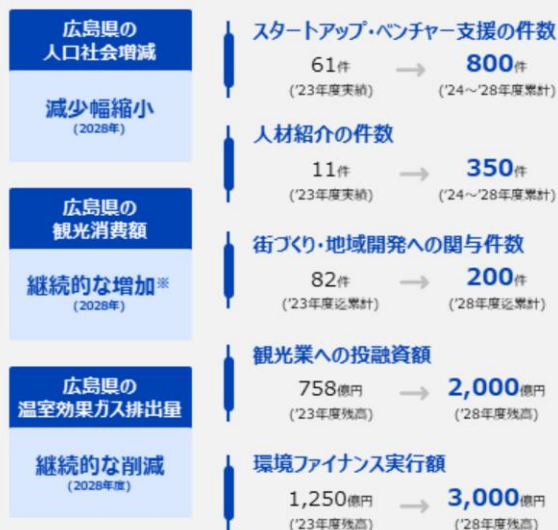 広島県の
人口社会増減
減少幅縮小
(2028年)
広島県の
観光消費額
継続的な増加※
(2028年)
広島県の
温室効果ガス排出量
継続的な削減
(2028年度)
スタートアップ・ベンチャー支援の件数
61件 → 800件
('23年度実績) ('24～'28年度累計)
人材紹介の件数
11件 → 350件
('23年度実績) ('24～'28年度累計)
街づくり・地域開発への関与件数
82件 → 200件
('23年度迄累計) ('28年度迄累計)
観光業への投融資額
758億円 → 2,000億円
('23年度残高) ('28年度残高)
環境ファイナンス実行額
1,250億円 → 3,000億円
('23年度残高) ('28年度残高)